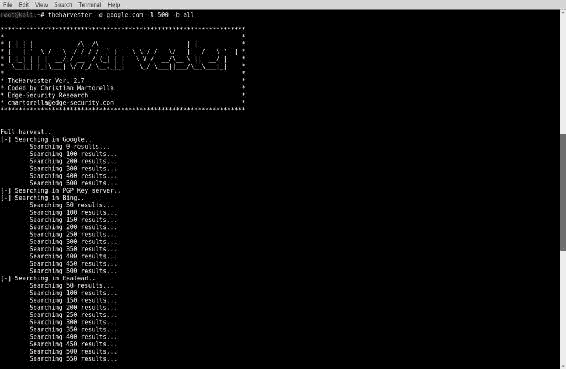 File Edit View Search Terminal Help
root@kali:~# theharvester -d google.com -l 500 -b all
*******************************************************************
* TheHarvester Ver. 2.7 *
* Coded by Christian Martorella *
* Edge-Security Research *
* cmartorella@edge-security.com *
*******************************************************************
Full harvest..
[-] Searching in Google..
Searching 0 results...
Searching 100 results...
Searching 200 results...
Searching 300 results...
Searching 400 results...
Searching 500 results...
[-] Searching in PGP Key server..
[-] Searching in Bing..
Searching 50 results...
Searching 100 results...
Searching 150 results...
Searching 200 results...
Searching 250 results...
Searching 300 results...
Searching 350 results...
Searching 400 results...
Searching 450 results...
Searching 500 results...
[-] Searching in Exalead..
Searching 50 results...
Searching 100 results...
Searching 150 results...
Searching 200 results...
Searching 250 results...
Searching 300 results...
Searching 350 results...
Searching 400 results...
Searching 450 results...
Searching 500 results...
Searching 550 results...